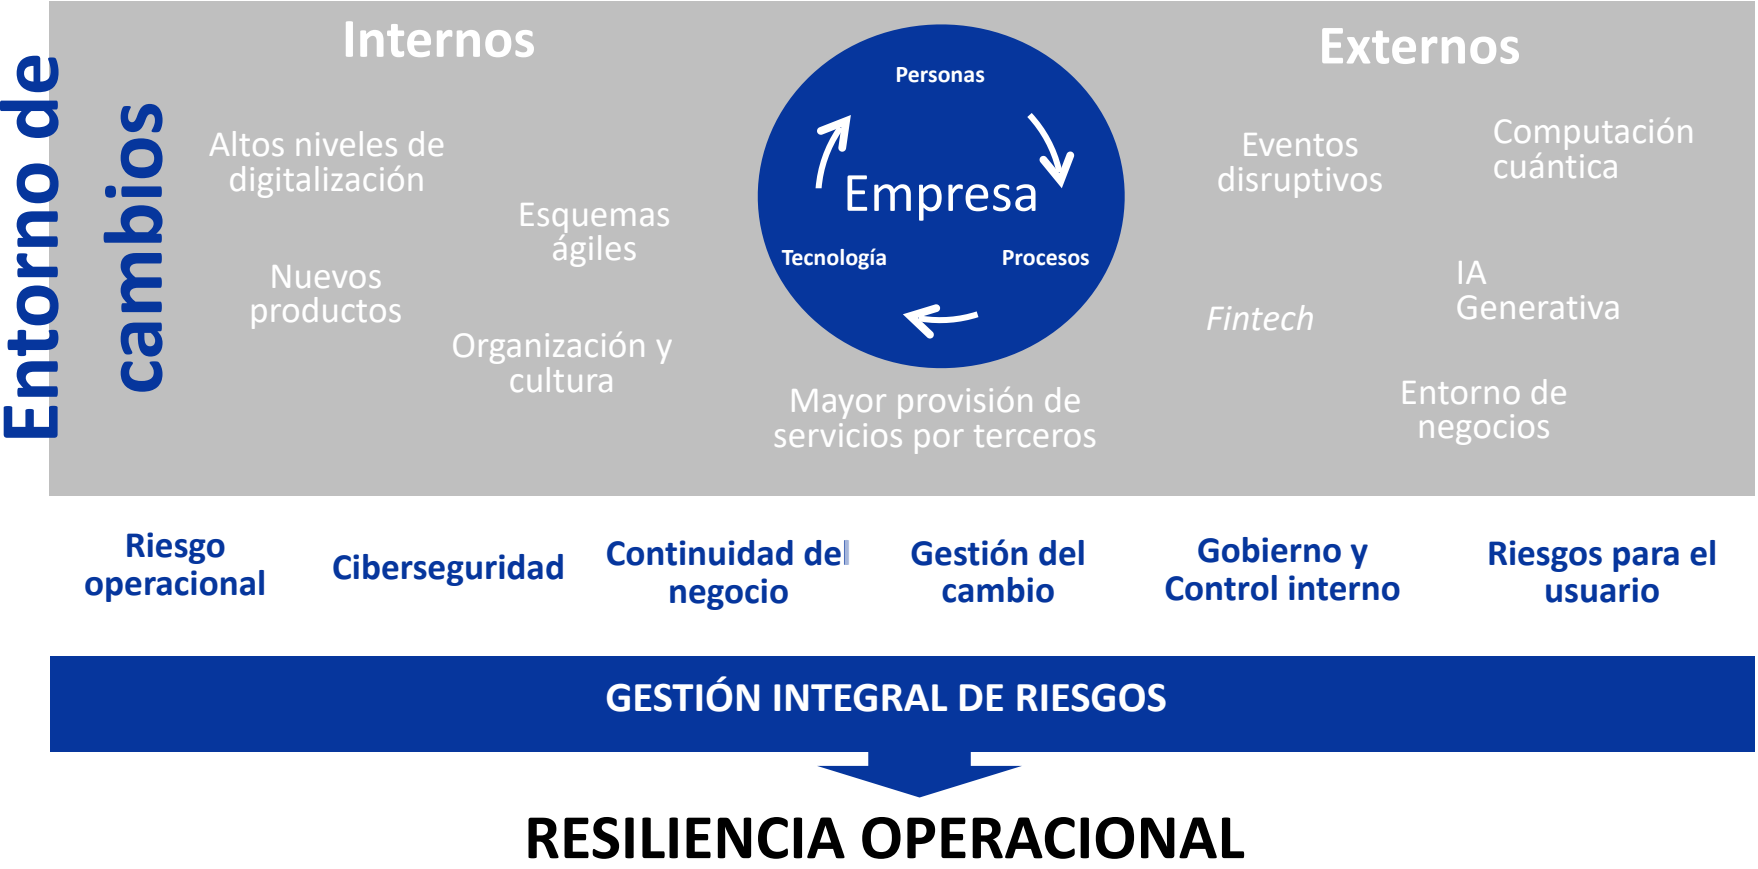 Entorno de
cambios
Internos
Altos niveles de
digitalización
Esquemas
ágiles
Nuevos
productos
Organización y
cultura
Personas
Empresa
Tecnología
Procesos
Mayor provisión de
servicios por terceros
Externos
Eventos
disruptivos
Computación
cuántica
IA
Generativa
Fintech
Entorno de
negocios
Riesgo
operacional
Ciberseguridad
Continuidad del
negocio
Gestión del
cambio
Gobierno y
Control interno
Riesgos para el
usuario
GESTIÓN INTEGRAL DE RIESGOS
RESILIENCIA OPERACIONAL